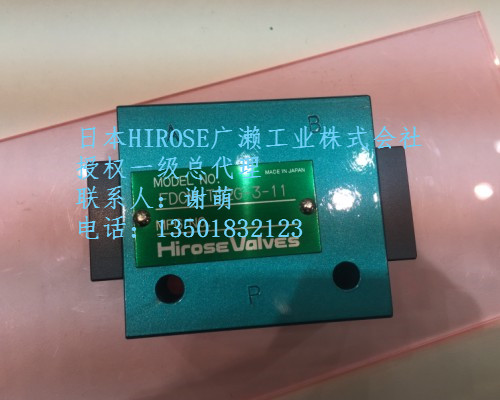 B
日本HIROSE广濑工业株式会社
授权一级总代理
MADE IN JAPAN
MODEL NO.
联系人：谢萌
电话：13501832123
HiroseValves
P